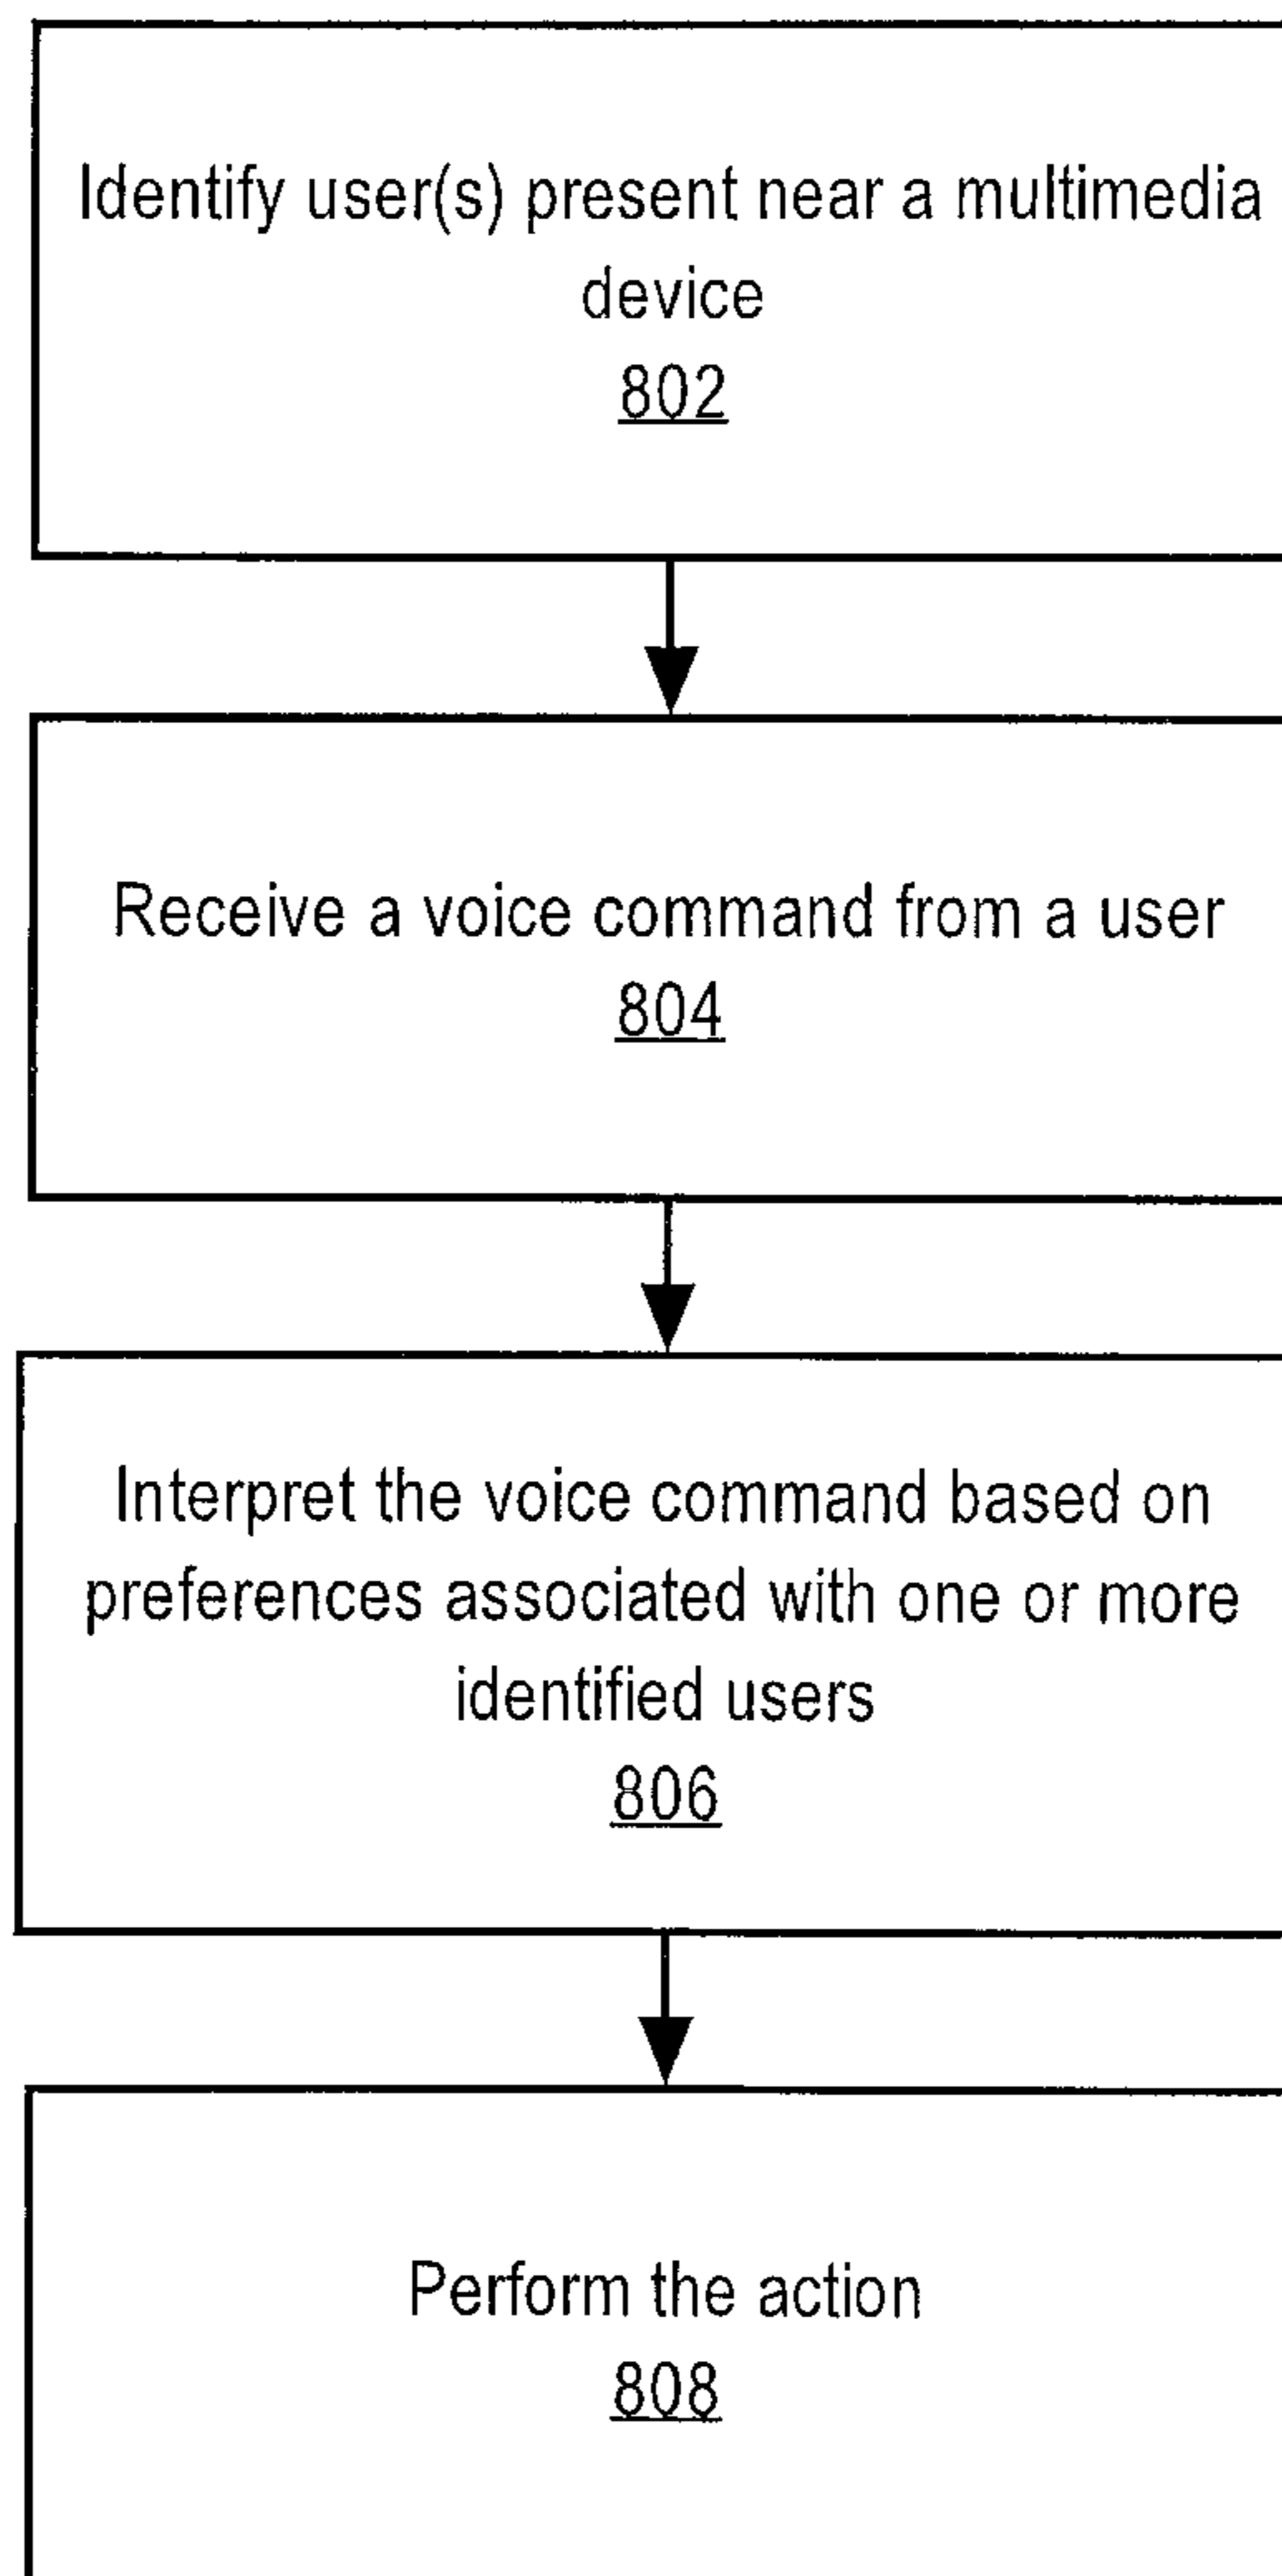 Identify user(s) present near a multimedia
device
802
Receive a voice command from a user
804
Interpret the voice command based on
preferences associated with one or more
identified users
806
Perform the action
808